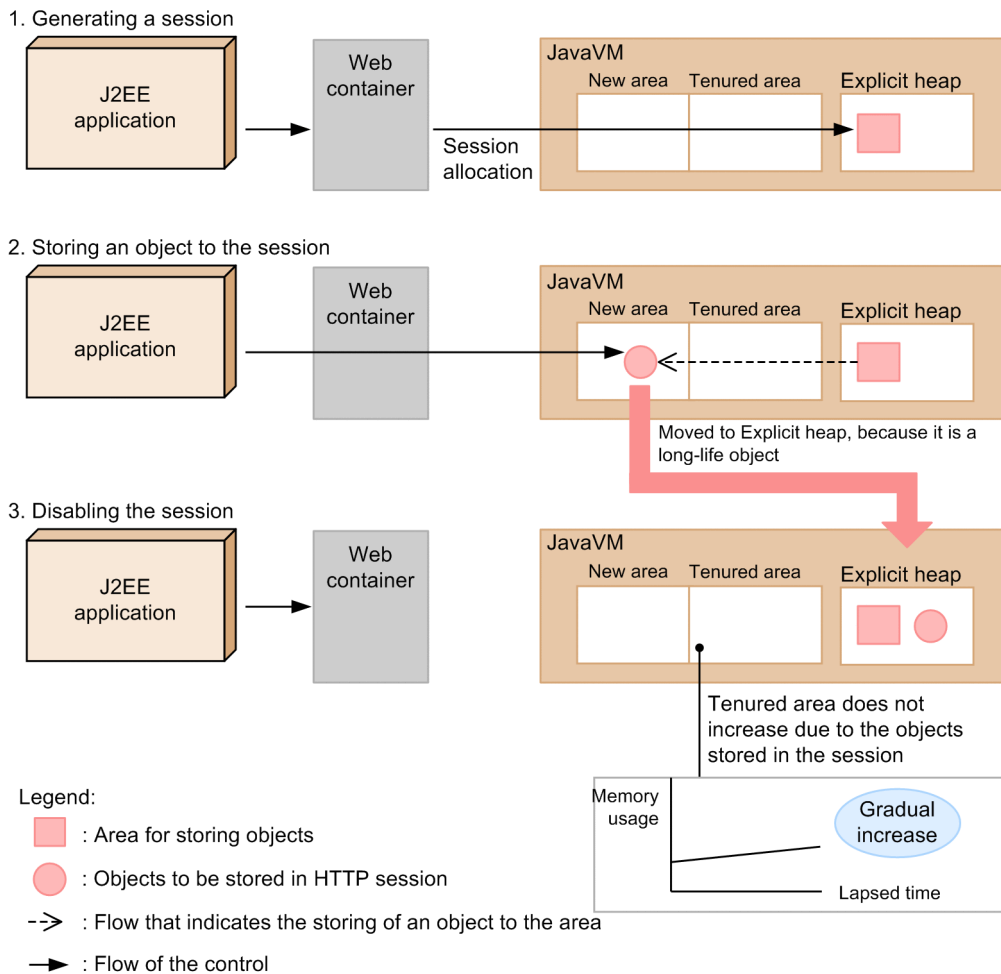 1. Generating a session
J2EE
application
Web
container
Session
allocation
JavaVM
New area
Tenured area
Explicit heap
2. Storing an object to the session
J2EE
application
Web
container
JavaVM
New area
Tenured area
Explicit heap
Moved to Explicit heap, because it is a
long-life object
3. Disabling the session
J2EE
application
Web
container
JavaVM
New area
Tenured area
Explicit heap
Tenured area does not
increase due to the objects
stored in the session
Memory
usage
Gradual
increase
Lapsed time
Legend:
: Area for storing objects
: Objects to be stored in HTTP session
: Flow that indicates the storing of an object to the area
: Flow of the control